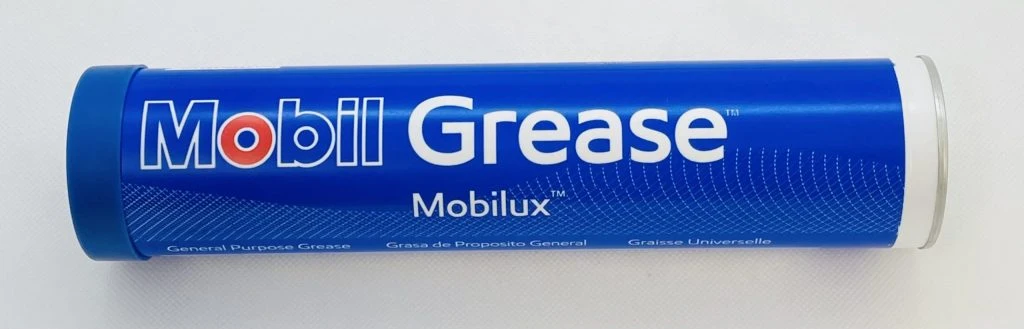 Mobil Grease™
Mobilux™
General Purpose Grease Grasa de Proposito General Graisse Universelle